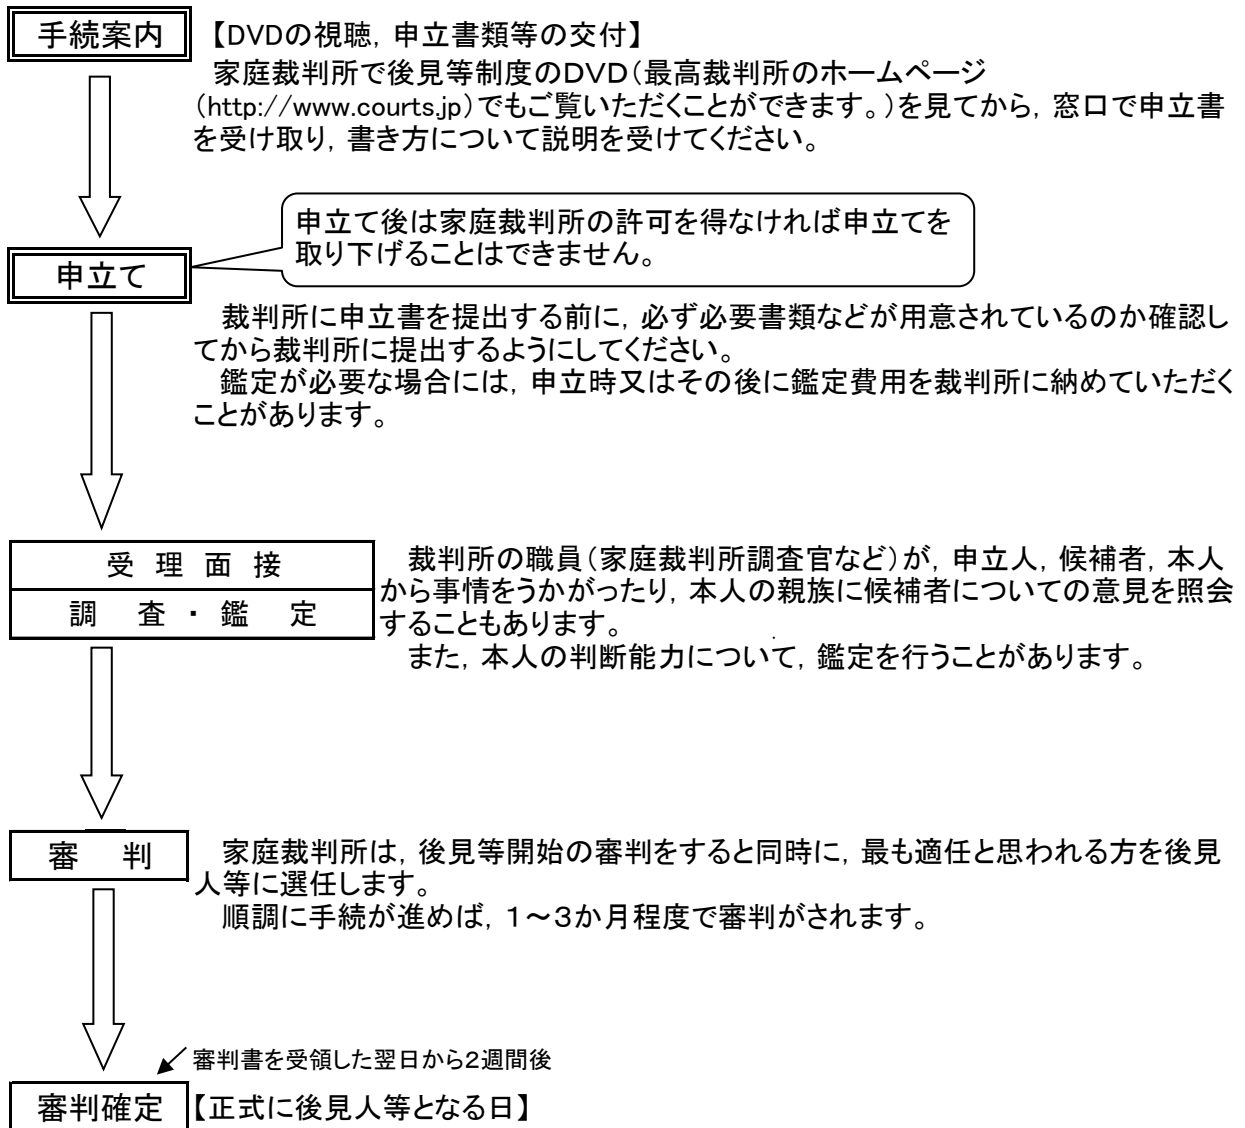 手続案内
【DVDの視聴，申立書類等の交付】
家庭裁判所で後見等制度のＤＶＤ（最高裁判所のホームページ
（http://www.courts.jp）でもご覧いただくことができます。）を見てから，窓口で申立書
を受け取り，書き方について説明を受けてください。
申立て後は家庭裁判所の許可を得なければ申立てを
取り下げることはできません。
申立て
裁判所に申立書を提出する前に，必ず必要書類などが用意されているのか確認し
てから裁判所に提出するようにしてください。
鑑定が必要な場合には，申立時又はその後に鑑定費用を裁判所に納めていただく
ことがあります。
受　理　面　接
調　査　・　鑑　定
裁判所の職員（家庭裁判所調査官など）が，申立人，候補者，本人
から事情をうかがったり，本人の親族に候補者についての意見を照会
することもあります。
また，本人の判断能力について，鑑定を行うことがあります。
審　判
家庭裁判所は，後見等開始の審判をすると同時に，最も適任と思われる方を後見
人等に選任します。
順調に手続が進めば，１～３か月程度で審判がされます。
審判書を受領した翌日から２週間後
審判確定
【正式に後見人等となる日】